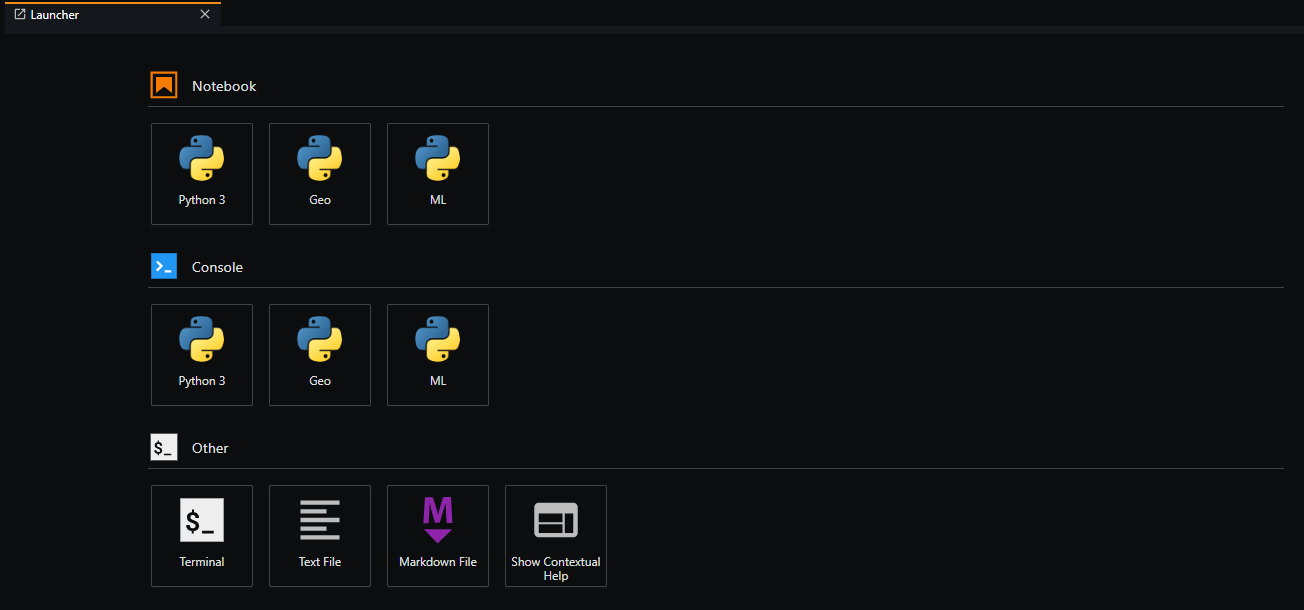 Launcher
Notebook
Python 3
Geo
ML
Console
Python 3
Geo
ML
$_ Other
$_
Terminal
Text File
M
Markdown File
Show Contextual
Help